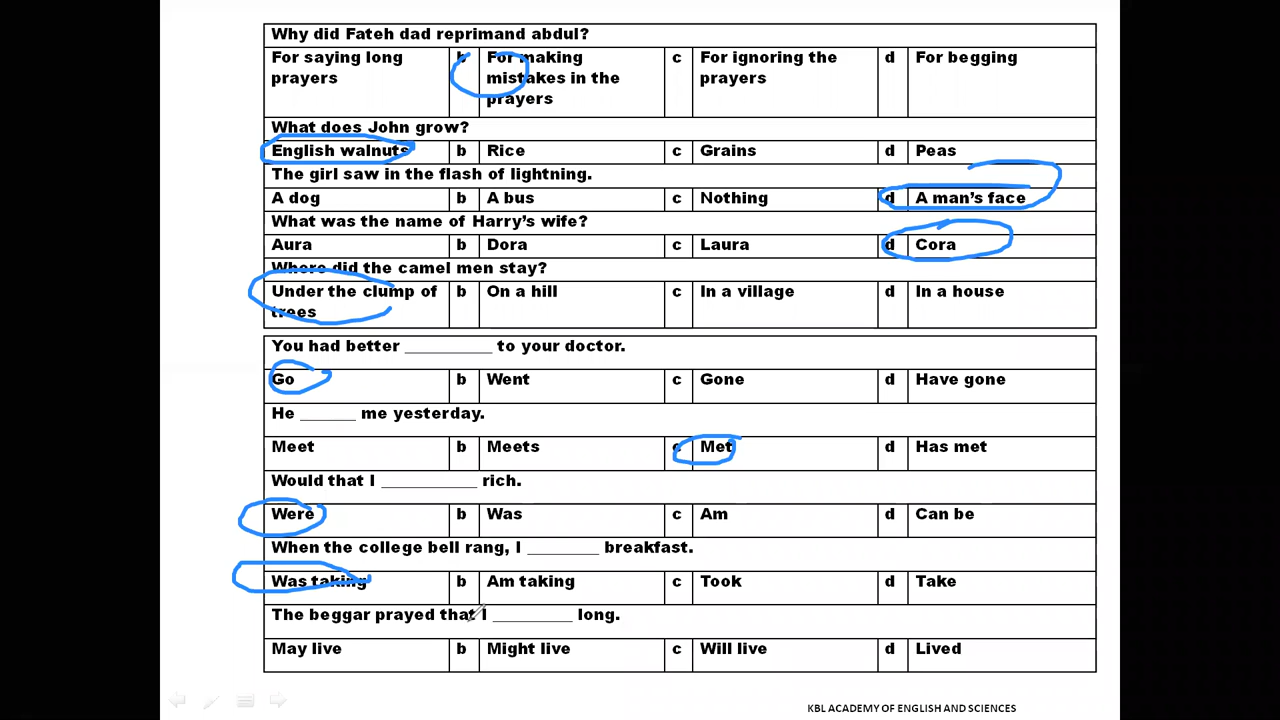 Why did Fateh dad reprimand abdul?
For saying long prayers b For making mistakes in the prayers c For ignoring the prayers d For begging
What does John grow?
English walnuts b Rice c Grains d Peas
The girl saw in the flash of lightning.
A dog b A bus c Nothing d A man's face
What was the name of Harry's wife?
Aura b Dora c Laura d Cora
Where did the camel men stay?
Under the clump of trees b On a hill c In a village d In a house
You had better __________ to your doctor.
Go b Went c Gone d Have gone
He ______ me yesterday.
Meet b Meets c Met d Has met
Would that I ___________ rich.
Were b Was c Am d Can be
When the college bell rang, I ________ breakfast.
Was taking b Am taking c Took d Take
The beggar prayed that I _________ long.
May live b Might live c Will live d Lived
KBL ACADEMY OF ENGLISH AND SCIENCES